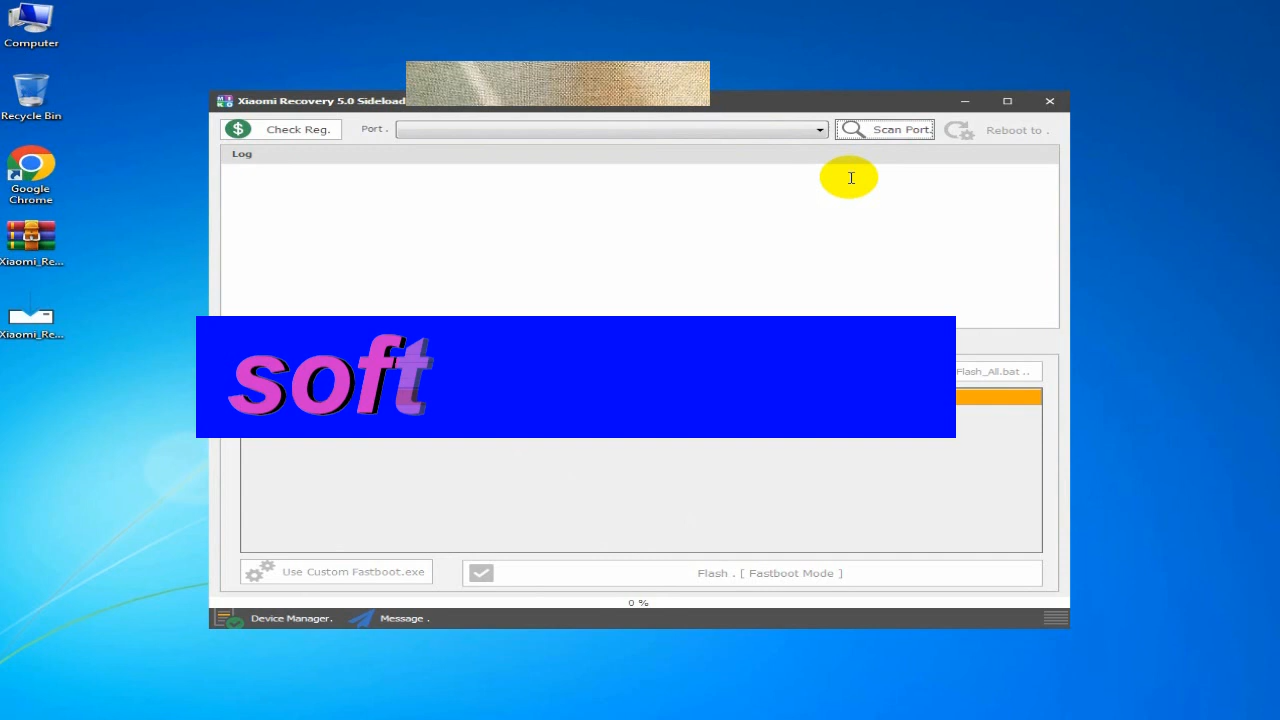 Computer
Recycle Bin
Google
Chrome
Xiaomi_Re...
Xiaomi_Re...
Xiaomi Recovery 5.0 Sideload
Check Reg.
Port .
Scan Port.
Reboot to .
Log
soft
Flash_All.bat ..
Use Custom Fastboot.exe
Flash . [ Fastboot Mode ]
0 %
Device Manager.
Message .